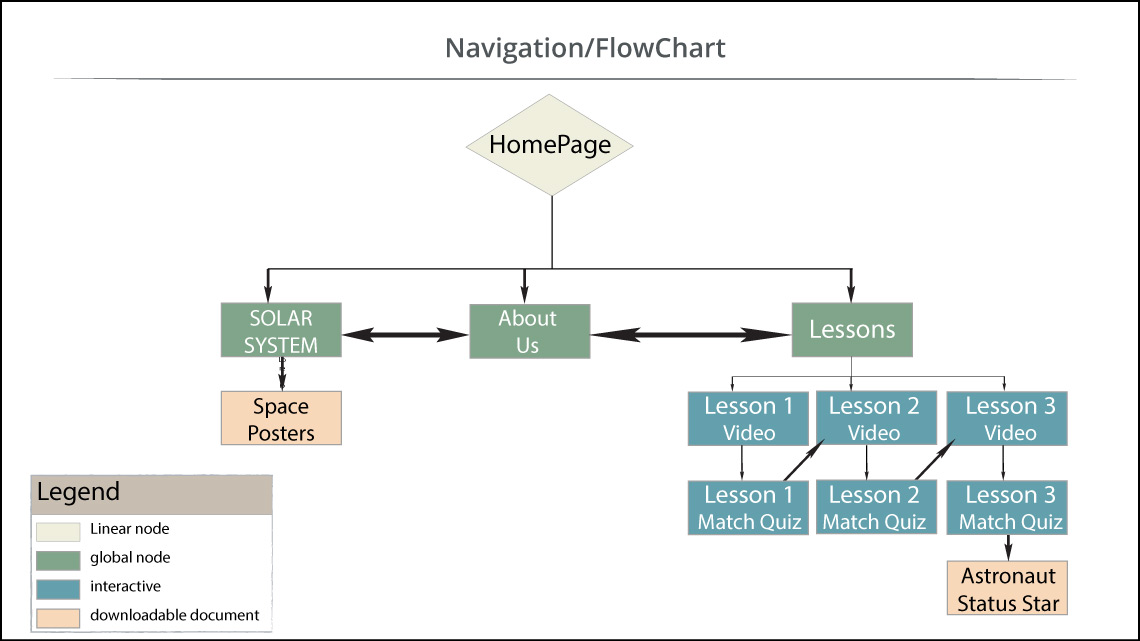 Navigation/FlowChart
HomePage
SOLAR
SYSTEM
About
Us
Lessons
Space
Posters
Lesson 1
Video
Lesson 2
Video
Lesson 3
Video
Lesson 1
Match Quiz
Lesson 2
Match Quiz
Lesson 3
Match Quiz
Astronaut
Status Star
Legend
Linear node
global node
interactive
downloadable document